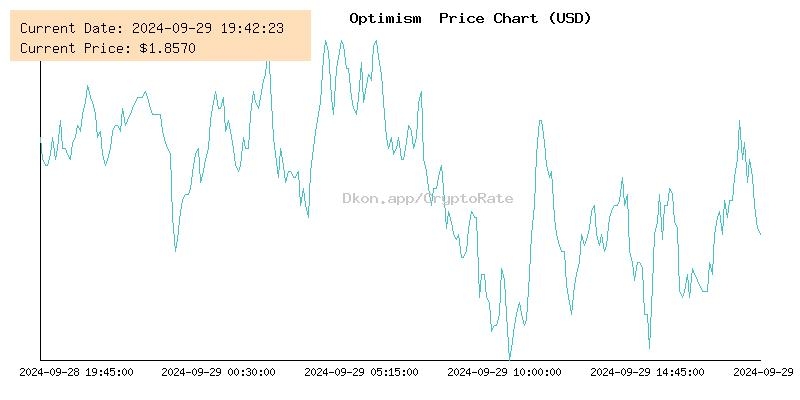 Optimism Price Chart (USD)
Current Date: 2024-09-29 19:42:23
Current Price: $1.8570
Dkon.app/CryptoRate
2024-09-28 19:45:00 2024-09-29 00:30:00 2024-09-29 05:15:00 2024-09-29 10:00:00 2024-09-29 14:45:00 2024-09-29